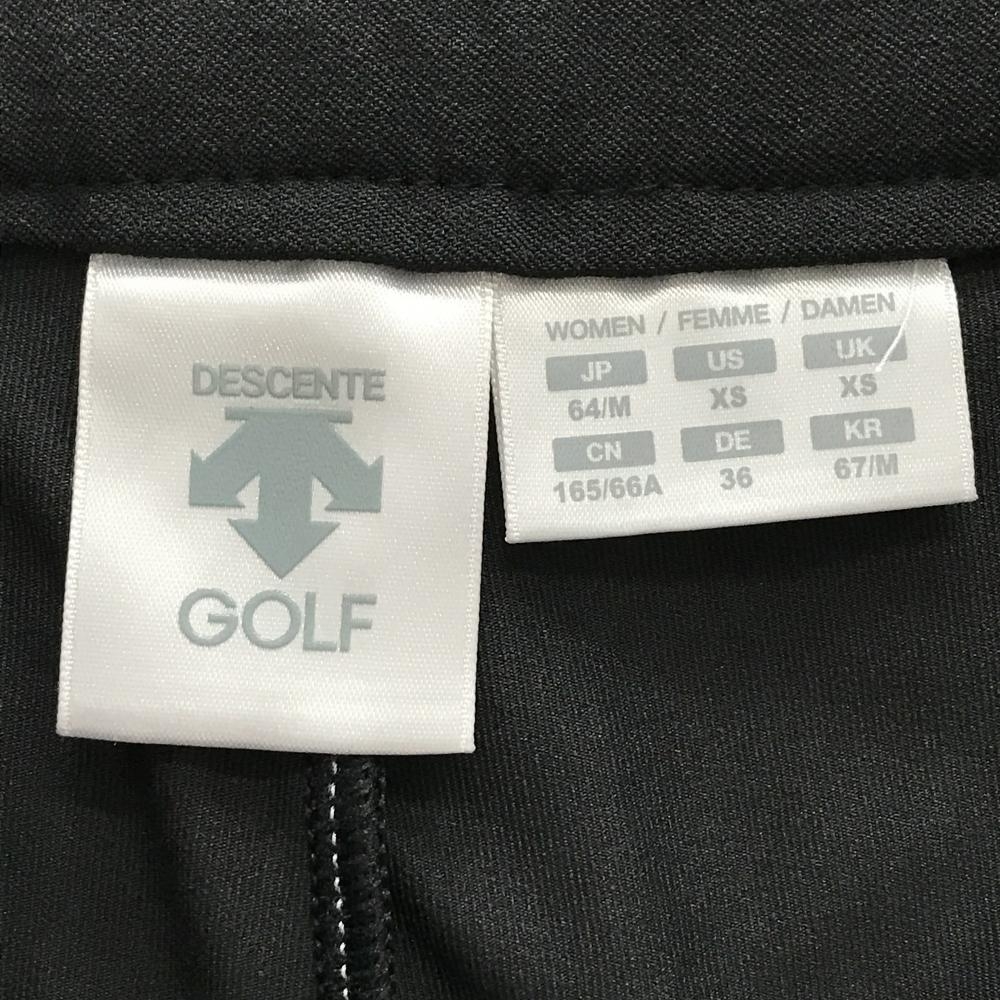 DESCENTE
GOLF
WOMEN / FEMME / DAMEN
JP US UK
64/M XS XS
CN DE KR
165/66A 36 67/M